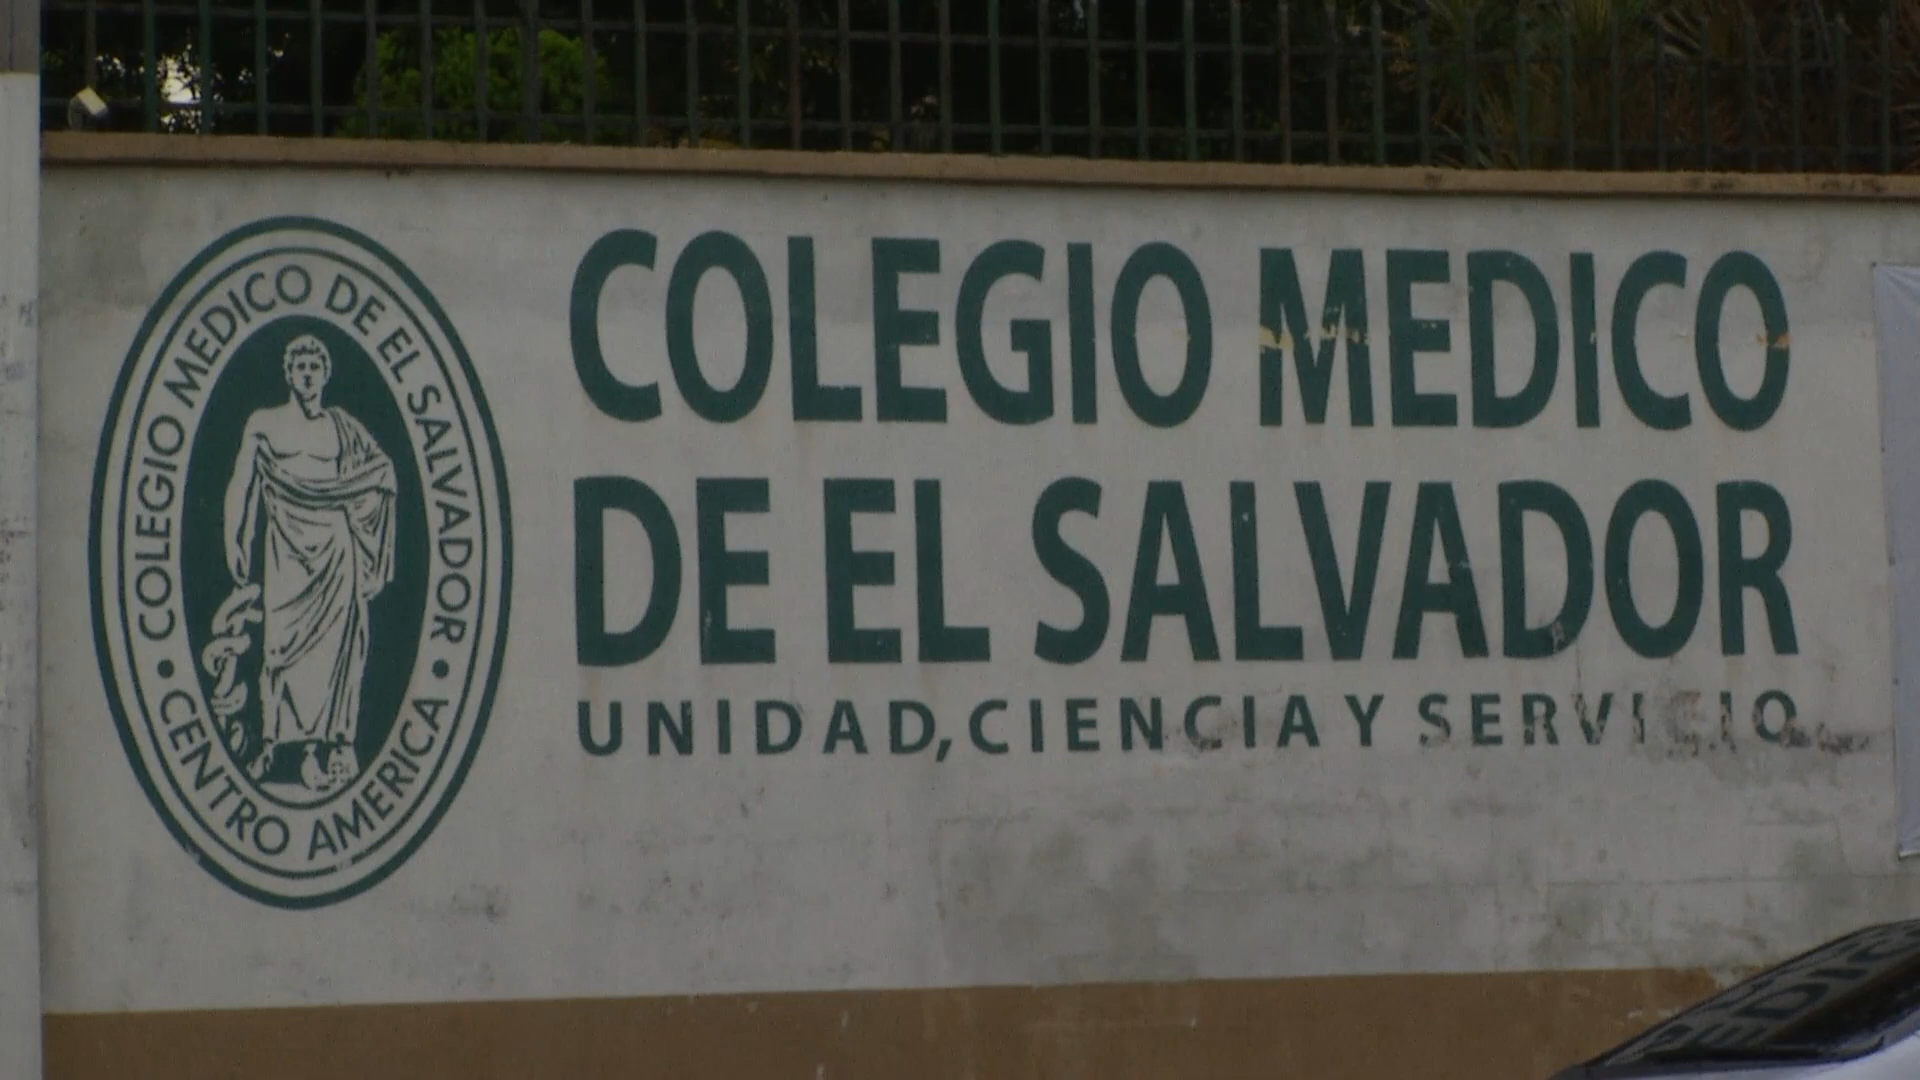 COLEGIO MEDICO DE EL SALVADOR
• CENTRO AMERICA •
COLEGIO MEDICO
DE EL SALVADOR
UNIDAD, CIENCIA Y SERVICIO